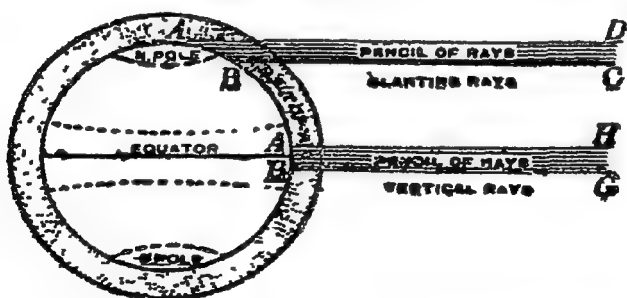 A
N. POLE
B
D
PENCIL OF RAYS
C
SLANTING RAYS
EQUATOR
A
H
PENCIL OF RAYS
G
VERTICAL RAYS
S. POLE